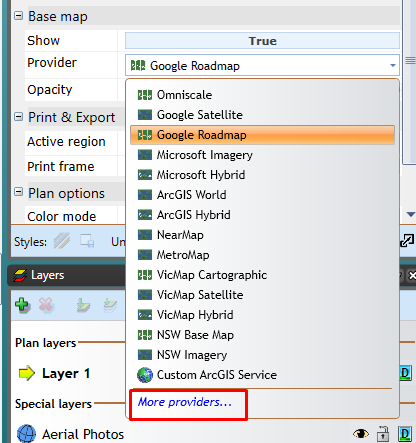 Base map
Show True
Provider Google Roadmap
Opacity
Omniscale
Google Satellite
Google Roadmap
Microsoft Imagery
Microsoft Hybrid
ArcGIS World
ArcGIS Hybrid
NearMap
MetroMap
VicMap Cartographic
VicMap Satellite
VicMap Hybrid
NSW Base Map
NSW Imagery
Custom ArcGIS Service
More providers...
Print & Export
Active region
Print frame
Plan options
Color mode
Styles: Un
Layers
Plan layers
Layer 1 D
Special layers
Aerial Photos D